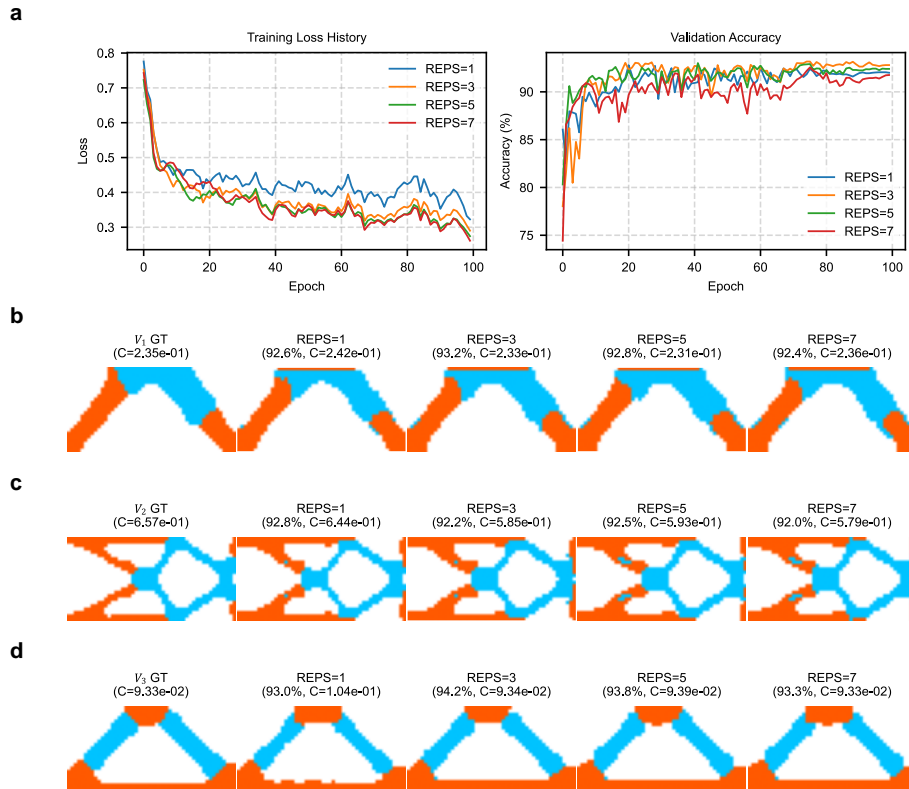 a
Training Loss History
0.8
0.7
0.6
0.5
0.4
0.3
Loss
0
20
40
60
80
100
Epoch
REPS=1
REPS=3
REPS=5
REPS=7
Validation Accuracy
90
85
80
75
Accuracy (%)
0
20
40
60
80
100
Epoch
REPS=1
REPS=3
REPS=5
REPS=7
b
V₁ GT
(C=2.35e-01)
REPS=1
(92.6%, C=2.42e-01)
REPS=3
(93.2%, C=2.33e-01)
REPS=5
(92.8%, C=2.31e-01)
REPS=7
(92.4%, C=2.36e-01)
c
V₂ GT
(C=6.57e-01)
REPS=1
(92.8%, C=6.44e-01)
REPS=3
(92.2%, C=5.85e-01)
REPS=5
(92.5%, C=5.93e-01)
REPS=7
(92.0%, C=5.79e-01)
d
V₃ GT
(C=9.33e-02)
REPS=1
(93.0%, C=1.04e-01)
REPS=3
(94.2%, C=9.34e-02)
REPS=5
(93.8%, C=9.39e-02)
REPS=7
(93.3%, C=9.33e-02)